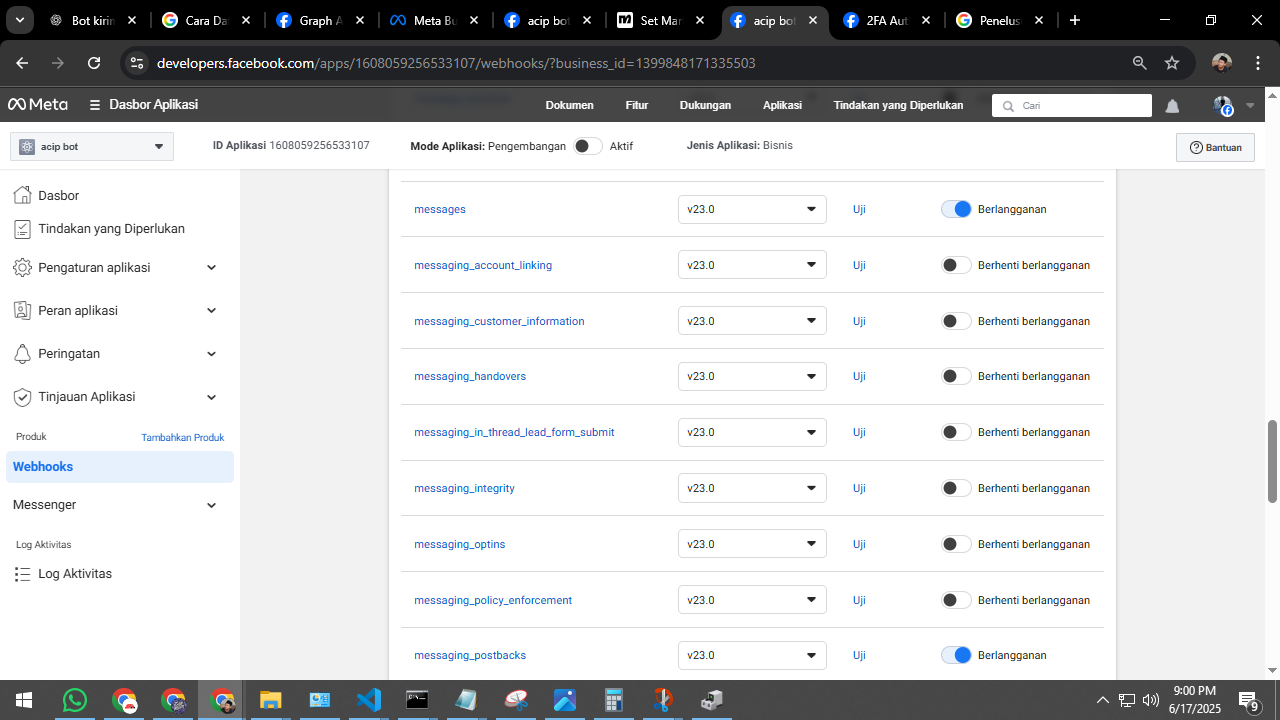 Bot kirin
Cara Da
Graph A
Meta Bu
acip bot
Set Mar
acip bot
2FA Aut
Penelus
developers.facebook.com/apps/1608059256533107/webhooks/?business_id=1399848171335503
Meta
Dasbor Aplikasi
Dokumen
Fitur
Dukungan
Aplikasi
Tindakan yang Diperlukan
Cari
acip bot
ID Aplikasi 1608059256533107
Mode Aplikasi: Pengembangan
Aktif
Jenis Aplikasi: Bisnis
Bantuan
Dasbor
Tindakan yang Diperlukan
Pengaturan aplikasi
Peran aplikasi
Peringatan
Tinjauan Aplikasi
Produk
Tambahkan Produk
Webhooks
Messenger
Log Aktivitas
Log Aktivitas
messages v23.0 Uji Berlangganan
messaging_account_linking v23.0 Uji Berhenti berlangganan
messaging_customer_information v23.0 Uji Berhenti berlangganan
messaging_handovers v23.0 Uji Berhenti berlangganan
messaging_in_thread_lead_form_submit v23.0 Uji Berhenti berlangganan
messaging_integrity v23.0 Uji Berhenti berlangganan
messaging_optins v23.0 Uji Berhenti berlangganan
messaging_policy_enforcement v23.0 Uji Berhenti berlangganan
messaging_postbacks v23.0 Uji Berlangganan
9:00 PM
6/17/2025
9